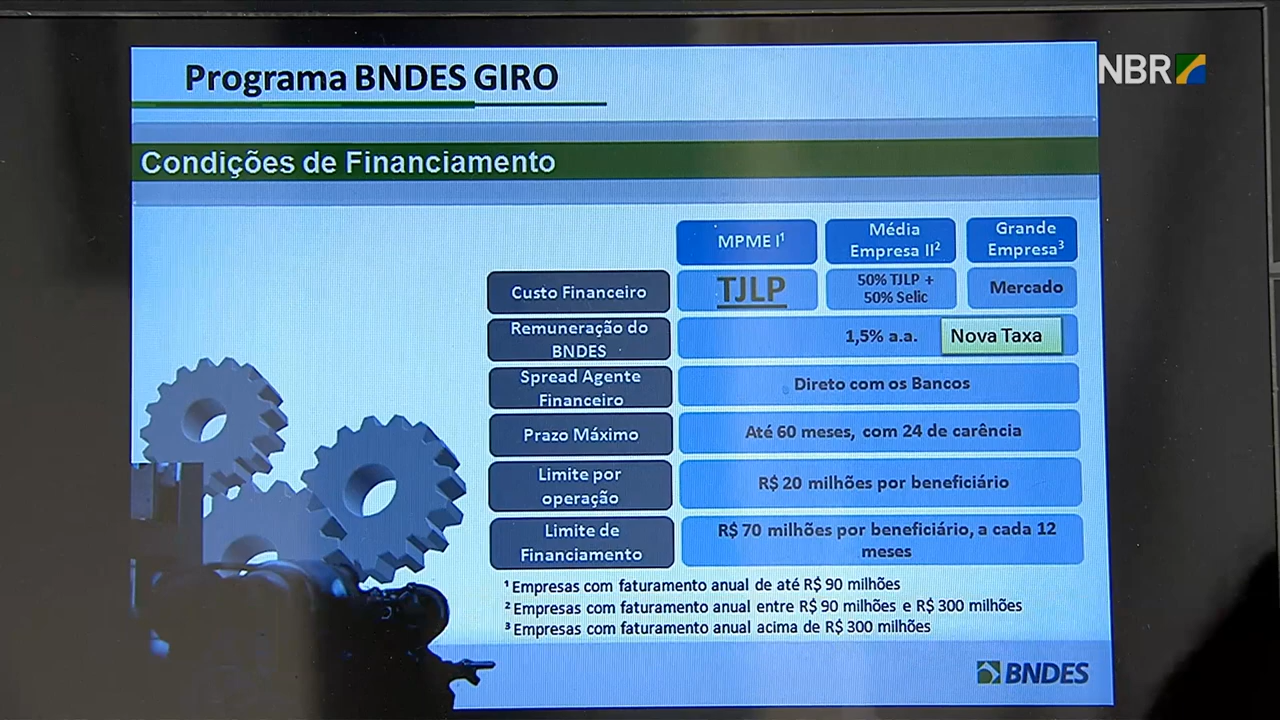 NBR
Programa BNDES GIRO
Condições de Financiamento
MPME I¹
Média
Empresa II²
Grande
Empresa³
Custo Financeiro
TJLP
50% TJLP +
50% Selic
Mercado
Remuneração do
BNDES
1,5% a.a.
Nova Taxa
Spread Agente
Financeiro
Direto com os Bancos
Prazo Máximo
Até 60 meses, com 24 de carência
Limite por
operação
R$ 20 milhões por beneficiário
Limite de
Financiamento
R$ 70 milhões por beneficiário, a cada 12
meses
¹ Empresas com faturamento anual de até R$ 90 milhões
² Empresas com faturamento anual entre R$ 90 milhões e R$ 300 milhões
³ Empresas com faturamento anual acima de R$ 300 milhões
BNDES